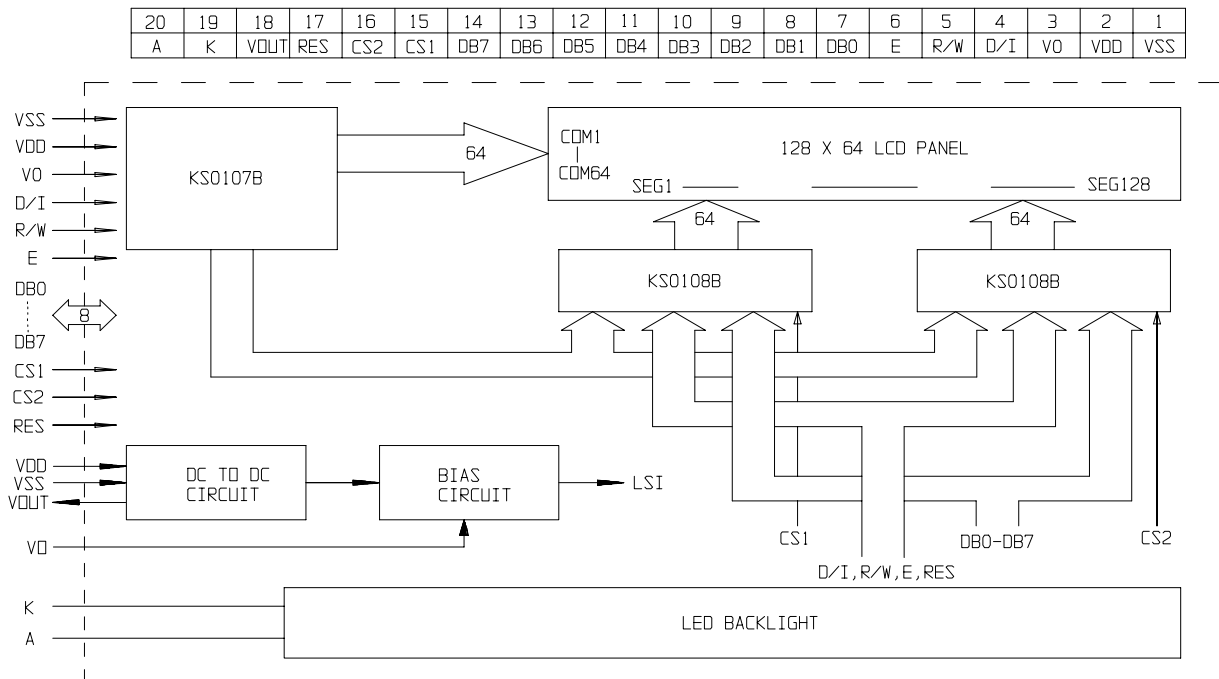 20 19 18 17 16 15 14 13 12 11 10 9 8 7 6 5 4 3 2 1
A K VOUT RES CS2 CS1 DB7 DB6 DB5 DB4 DB3 DB2 DB1 DB0 E R/W D/I V0 VDD VSS
VSS
VDD
V0
D/I
R/W
E
DB0
8
DB7
CS1
CS2
RES
VDD
VSS
VOUT
VO
K
A
KS0107B
64
COM1
COM64
128 X 64 LCD PANEL
SEG1
SEG128
64
64
KS0108B
KS0108B
DC TO DC
CIRCUIT
BIAS
CIRCUIT
LSI
CS1
DB0-DB7
CS2
D/I,R/W,E,RES
LED BACKLIGHT